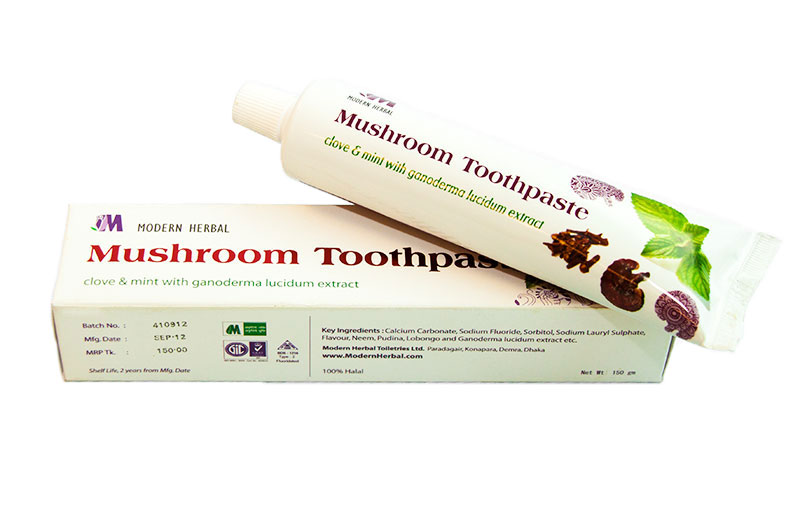 MODERN HERBAL
Mushroom Toothpaste
clove & mint with ganoderma lucidum extract
M MODERN HERBAL
Mushroom Toothpas
clove & mint with ganoderma lucidum extract
Batch No. : 410912
Mfg. Date : SEP-12
MRP Tk. : 150·00
Shelf Life, 2 years from Mfg. Date
Key Ingredients : Calcium Carbonate, Sodium Fluoride, Sorbitol, Sodium Lauryl Sulphate,
Flavour, Neem, Pudina, Lobongo and Ganoderma lucidum extract etc.
Modern Herbal Toiletries Ltd. Paradagair, Konapara, Demra, Dhaka
www.ModernHerbal.com
100% Halal
Net Wt: 150 gm